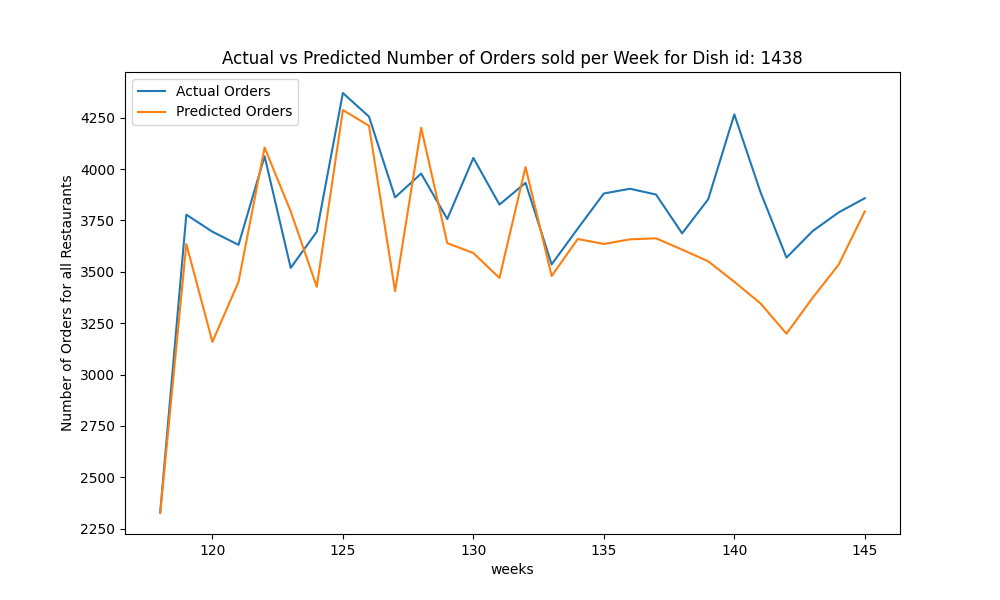 Actual vs Predicted Number of Orders sold per Week for Dish id: 1438
Actual Orders
Predicted Orders
Number of Orders for all Restaurants
4250
4000
3750
3500
3250
3000
2750
2500
2250
120 125 130 135 140 145
weeks